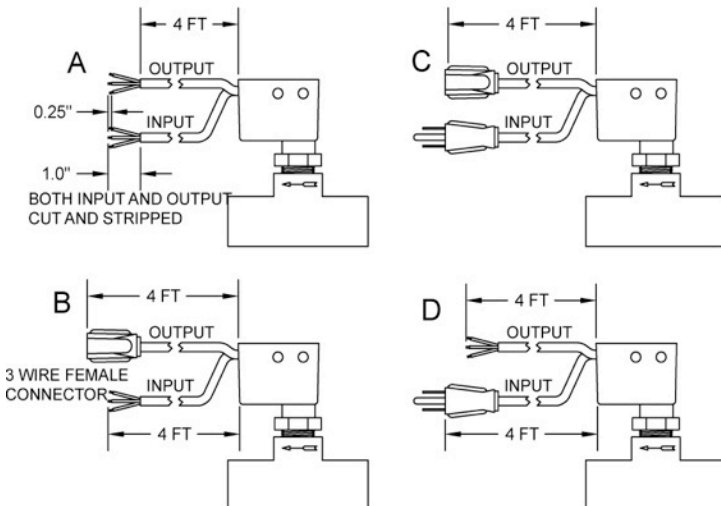 A
4 FT
OUTPUT
0.25"
INPUT
1.0"
BOTH INPUT AND OUTPUT
CUT AND STRIPPED
C
4 FT
OUTPUT
INPUT
B
4 FT
OUTPUT
3 WIRE FEMALE
CONNECTOR
INPUT
4 FT
D
4 FT
OUTPUT
INPUT
4 FT